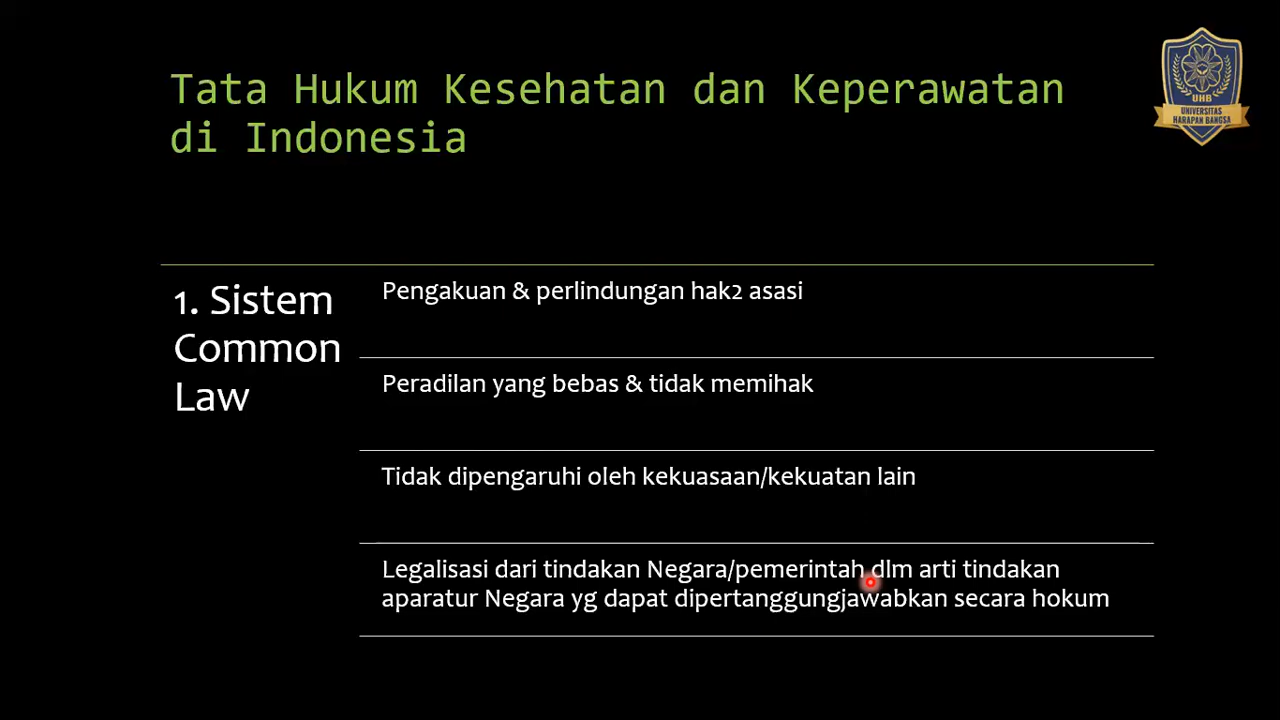 Tata Hukum Kesehatan dan Keperawatan
di Indonesia
UHB
UNIVERSITAS
HARAPAN BANGSA
1. Sistem
Common
Law
Pengakuan & perlindungan hak2 asasi
Peradilan yang bebas & tidak memihak
Tidak dipengaruhi oleh kekuasaan/kekuatan lain
Legalisasi dari tindakan Negara/pemerintah dlm arti tindakan
aparatur Negara yg dapat dipertanggungjawabkan secara hokum